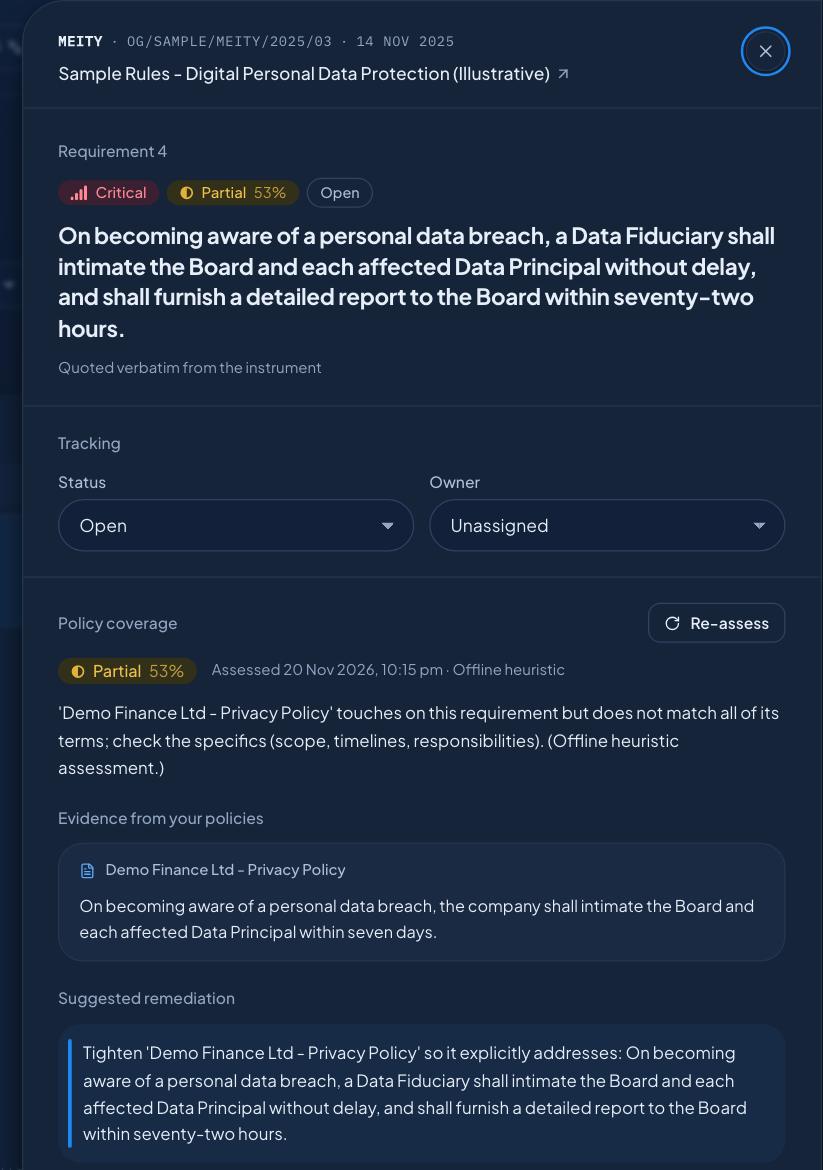 MEITY · OG/SAMPLE/MEITY/2025/03 · 14 NOV 2025
Sample Rules - Digital Personal Data Protection (Illustrative) ↗
Requirement 4
Critical Partial 53% Open
On becoming aware of a personal data breach, a Data Fiduciary shall
intimate the Board and each affected Data Principal without delay,
and shall furnish a detailed report to the Board within seventy-two
hours.
Quoted verbatim from the instrument
Tracking
Status Owner
Open Unassigned
Policy coverage Re-assess
Partial 53% Assessed 20 Nov 2026, 10:15 pm · Offline heuristic
'Demo Finance Ltd - Privacy Policy' touches on this requirement but does not match all of its
terms; check the specifics (scope, timelines, responsibilities). (Offline heuristic
assessment.)
Evidence from your policies
Demo Finance Ltd - Privacy Policy
On becoming aware of a personal data breach, the company shall intimate the Board and
each affected Data Principal within seven days.
Suggested remediation
Tighten 'Demo Finance Ltd - Privacy Policy' so it explicitly addresses: On becoming
aware of a personal data breach, a Data Fiduciary shall intimate the Board and each
affected Data Principal without delay, and shall furnish a detailed report to the Board
within seventy-two hours.